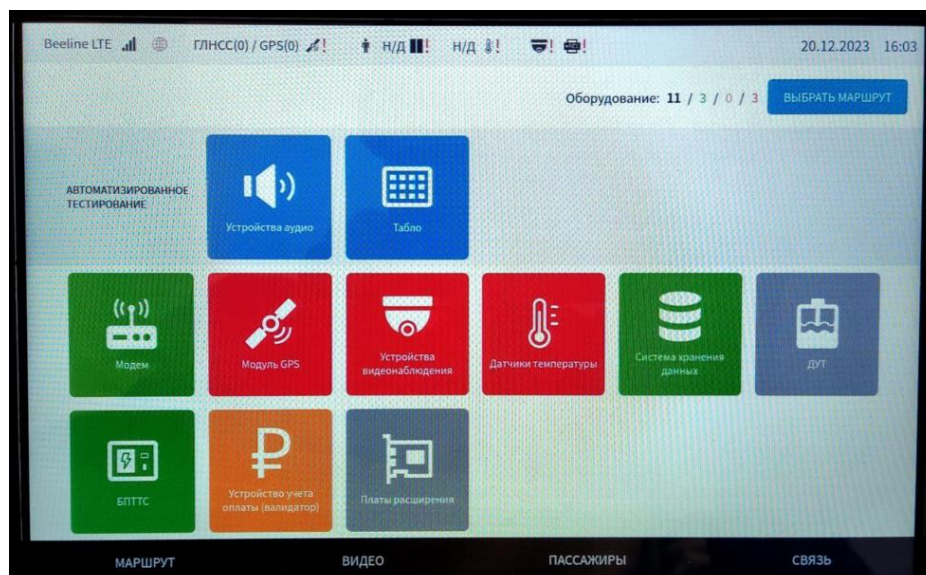 Beeline LTE ГЛНСС(0) / GPS(0) ! Н/Д ! Н/Д ! ! ! 20.12.2023 16:03
Оборудование: 11 / 3 / 0 / 3 ВЫБРАТЬ МАРШРУТ
АВТОМАТИЗИРОВАННОЕ
ТЕСТИРОВАНИЕ
Устройства аудио
Табло
Модем
Модуль GPS
Устройства
видеонаблюдения
Датчики температуры
Система хранения
данных
ДУТ
БПТТС
₽
Устройство учета
оплаты (валидатор)
Платы расширения
МАРШРУТ ВИДЕО ПАССАЖИРЫ СВЯЗЬ